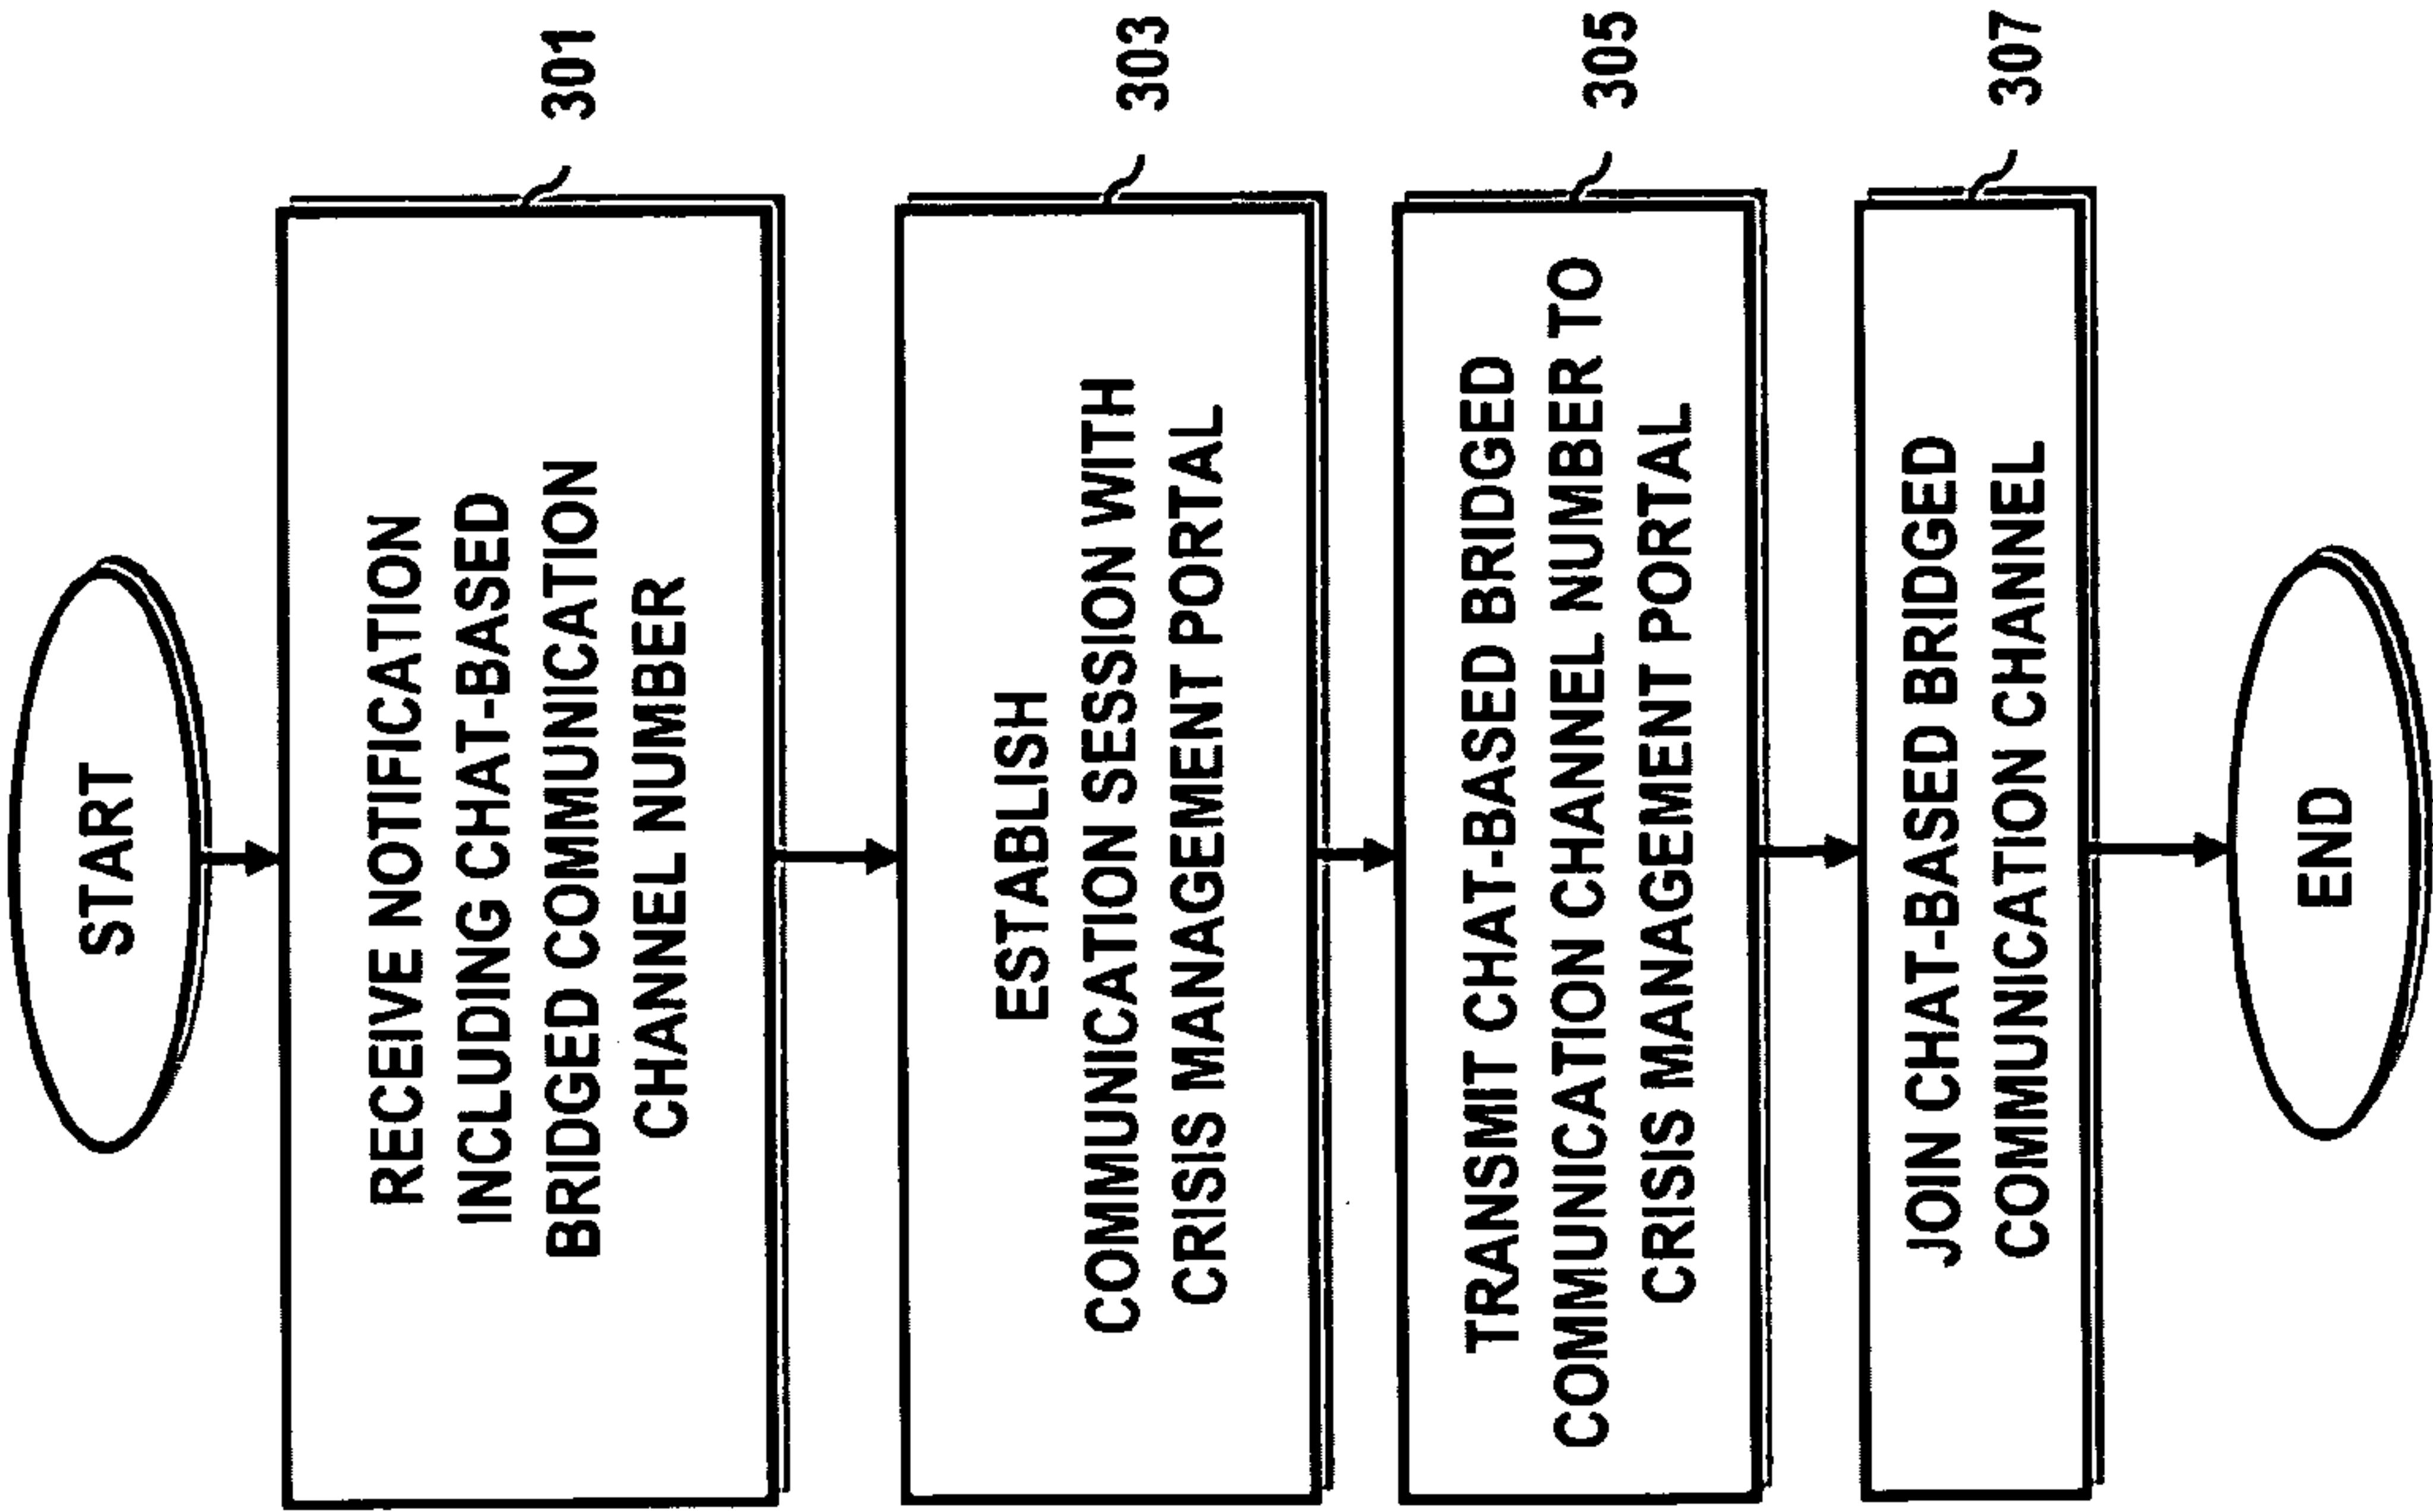 START
RECEIVE NOTIFICATION
INCLUDING CHAT-BASED
BRIDGED COMMUNICATION
CHANNEL NUMBER
301
ESTABLISH
COMMUNICATION SESSION WITH
CRISIS MANAGEMENT PORTAL
303
TRANSMIT CHAT-BASED BRIDGED
COMMUNICATION CHANNEL NUMBER TO
CRISIS MANAGEMENT PORTAL
305
JOIN CHAT-BASED BRIDGED
COMMUNICATION CHANNEL
307
END